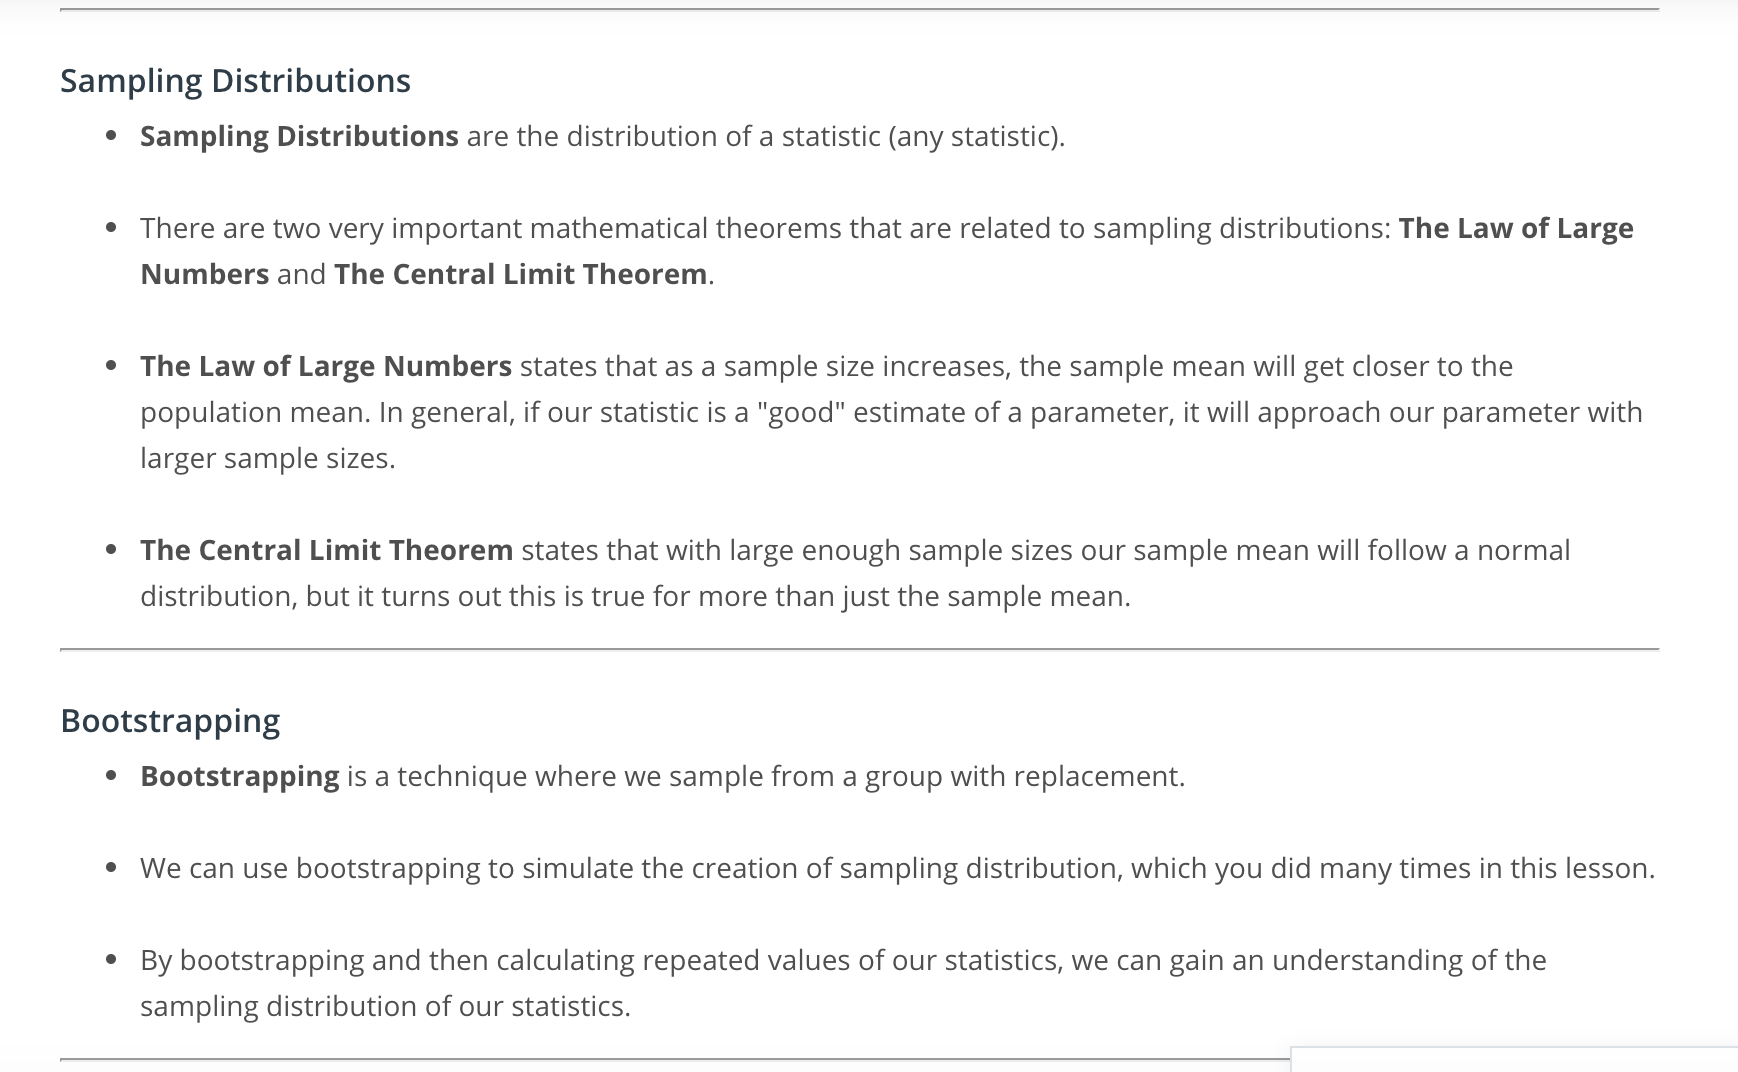 Sampling Distributions
• Sampling Distributions are the distribution of a statistic (any statistic).
• There are two very important mathematical theorems that are related to sampling distributions: The Law of Large
Numbers and The Central Limit Theorem.
• The Law of Large Numbers states that as a sample size increases, the sample mean will get closer to the
population mean. In general, if our statistic is a "good" estimate of a parameter, it will approach our parameter with
larger sample sizes.
• The Central Limit Theorem states that with large enough sample sizes our sample mean will follow a normal
distribution, but it turns out this is true for more than just the sample mean.
Bootstrapping
• Bootstrapping is a technique where we sample from a group with replacement.
• We can use bootstrapping to simulate the creation of sampling distribution, which you did many times in this lesson.
• By bootstrapping and then calculating repeated values of our statistics, we can gain an understanding of the
sampling distribution of our statistics.